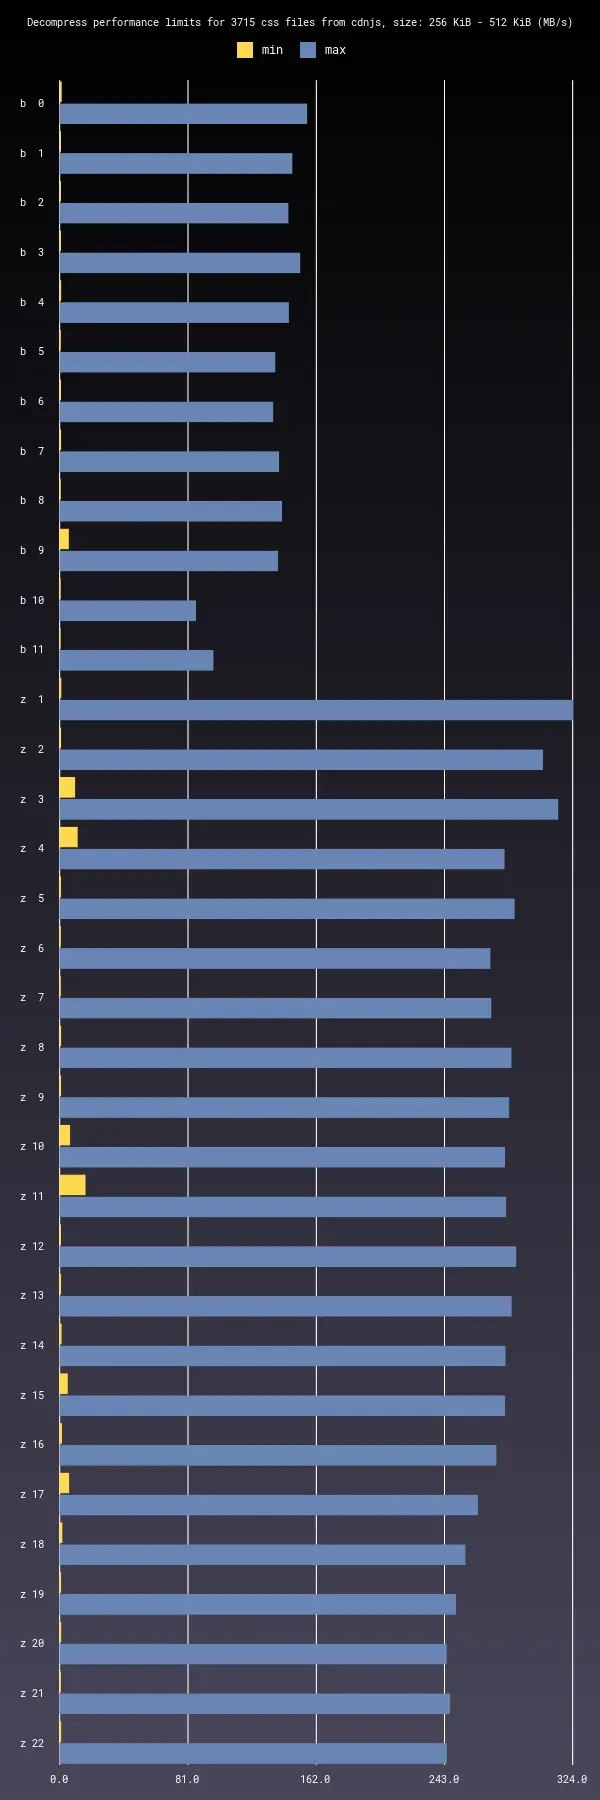 Decompress performance limits for 3715 css files from cdnjs, size: 256 KiB - 512 KiB (MB/s)
min max
b 0
b 1
b 2
b 3
b 4
b 5
b 6
b 7
b 8
b 9
b 10
b 11
z 1
z 2
z 3
z 4
z 5
z 6
z 7
z 8
z 9
z 10
z 11
z 12
z 13
z 14
z 15
z 16
z 17
z 18
z 19
z 20
z 21
z 22
0.0 81.0 162.0 243.0 324.0